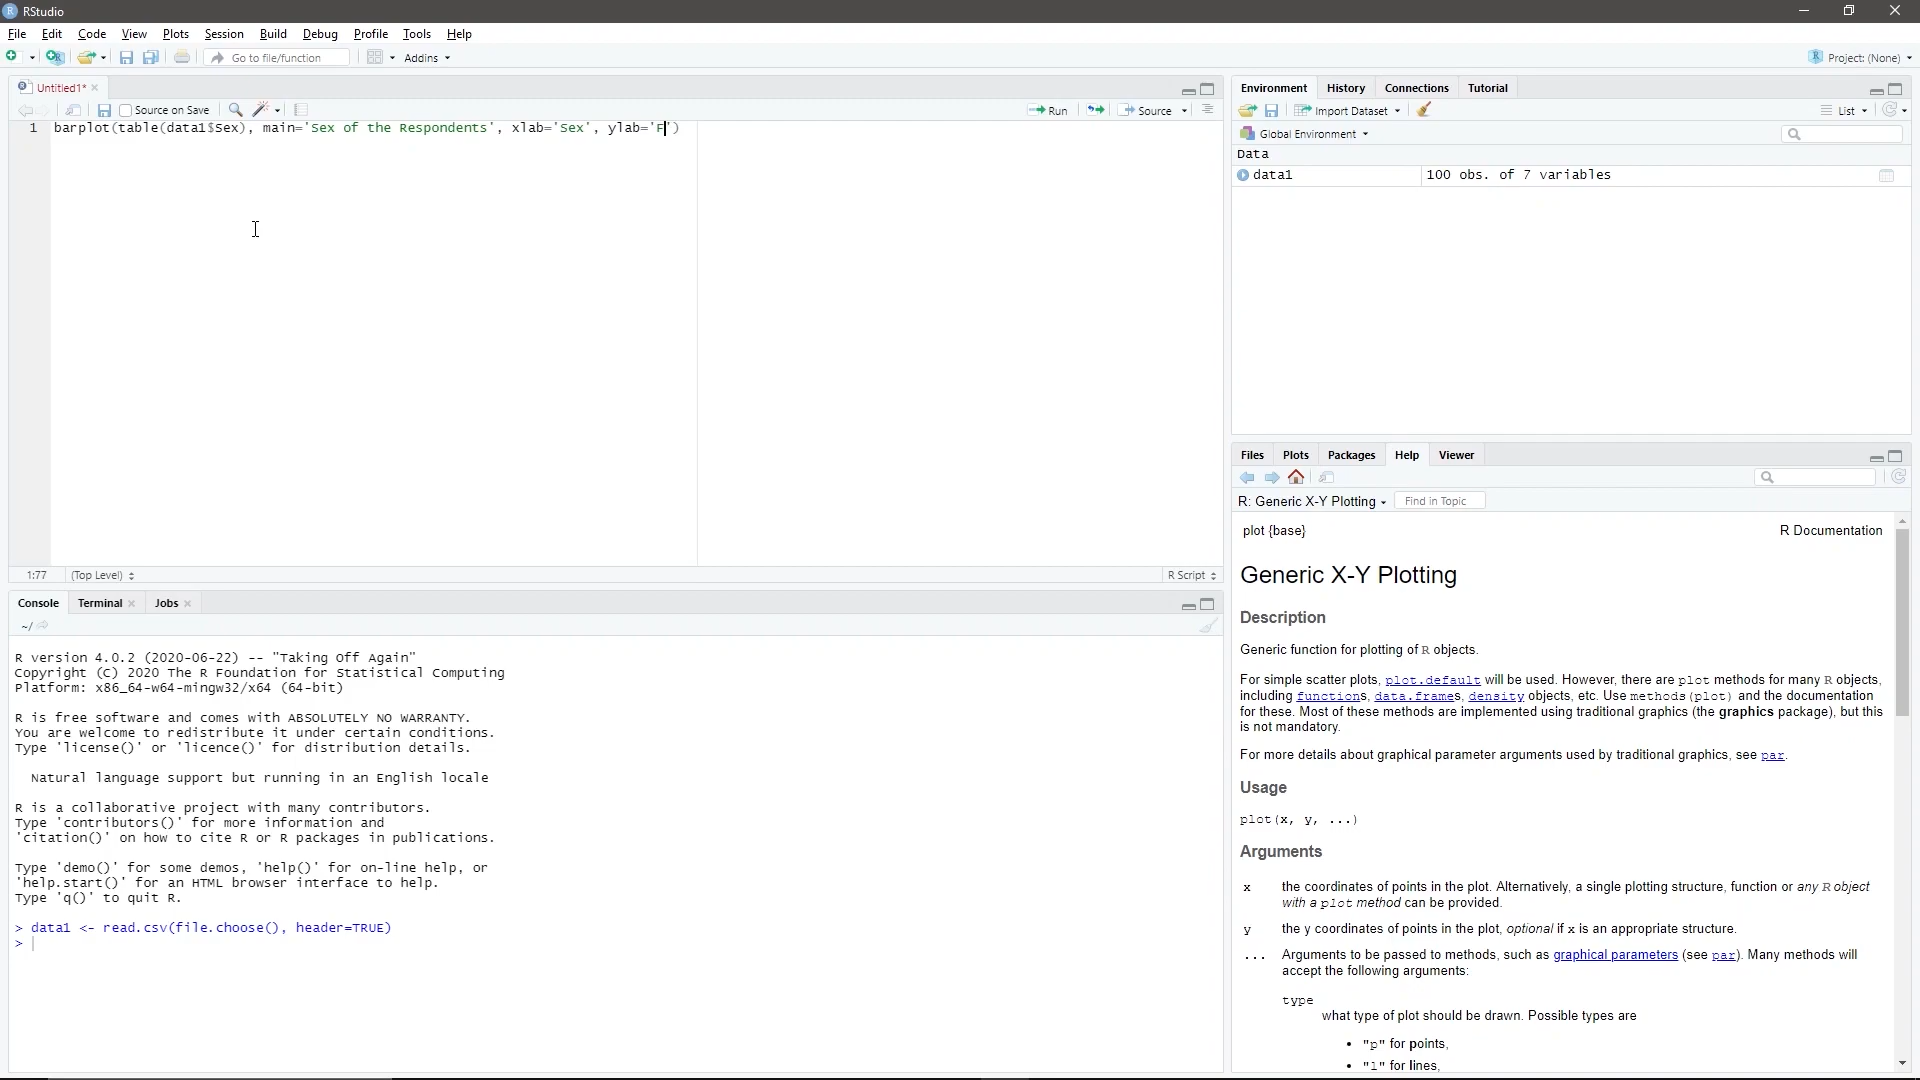 RStudio
File Edit Code View Plots Session Build Debug Profile Tools Help
Go to file/function Addins Project: (None)
Untitled1*
Source on Save Run Source
1 barplot(table(data1$Sex), main='Sex of the Respondents', xlab='Sex', ylab='F')
1:77 (Top Level) R Script
Console Terminal Jobs
~/
R version 4.0.2 (2020-06-22) -- "Taking Off Again"
Copyright (C) 2020 The R Foundation for Statistical Computing
Platform: x86_64-w64-mingw32/x64 (64-bit)
R is free software and comes with ABSOLUTELY NO WARRANTY.
You are welcome to redistribute it under certain conditions.
Type 'license()' or 'licence()' for distribution details.
Natural language support but running in an English locale
R is a collaborative project with many contributors.
Type 'contributors()' for more information and
'citation()' on how to cite R or R packages in publications.
Type 'demo()' for some demos, 'help()' for on-line help, or
'help.start()' for an HTML browser interface to help.
Type 'q()' to quit R.
> data1 <- read.csv(file.choose(), header=TRUE)
>
Environment History Connections Tutorial
Import Dataset List
Global Environment
Data
data1 100 obs. of 7 variables
Files Plots Packages Help Viewer
R: Generic X-Y Plotting Find in Topic
plot {base} R Documentation
Generic X-Y Plotting
Description
Generic function for plotting of R objects.
For simple scatter plots, plot.default will be used. However, there are plot methods for many R objects,
including functions, data.frames, density objects, etc. Use methods(plot) and the documentation
for these. Most of these methods are implemented using traditional graphics (the graphics package), but this
is not mandatory.
For more details about graphical parameter arguments used by traditional graphics, see par.
Usage
plot(x, y, ...)
Arguments
x the coordinates of points in the plot. Alternatively, a single plotting structure, function or any R object
with a plot method can be provided.
y the y coordinates of points in the plot, optional if x is an appropriate structure.
... Arguments to be passed to methods, such as graphical parameters (see par). Many methods will
accept the following arguments:
type
what type of plot should be drawn. Possible types are
• "p" for points,
• "l" for lines,